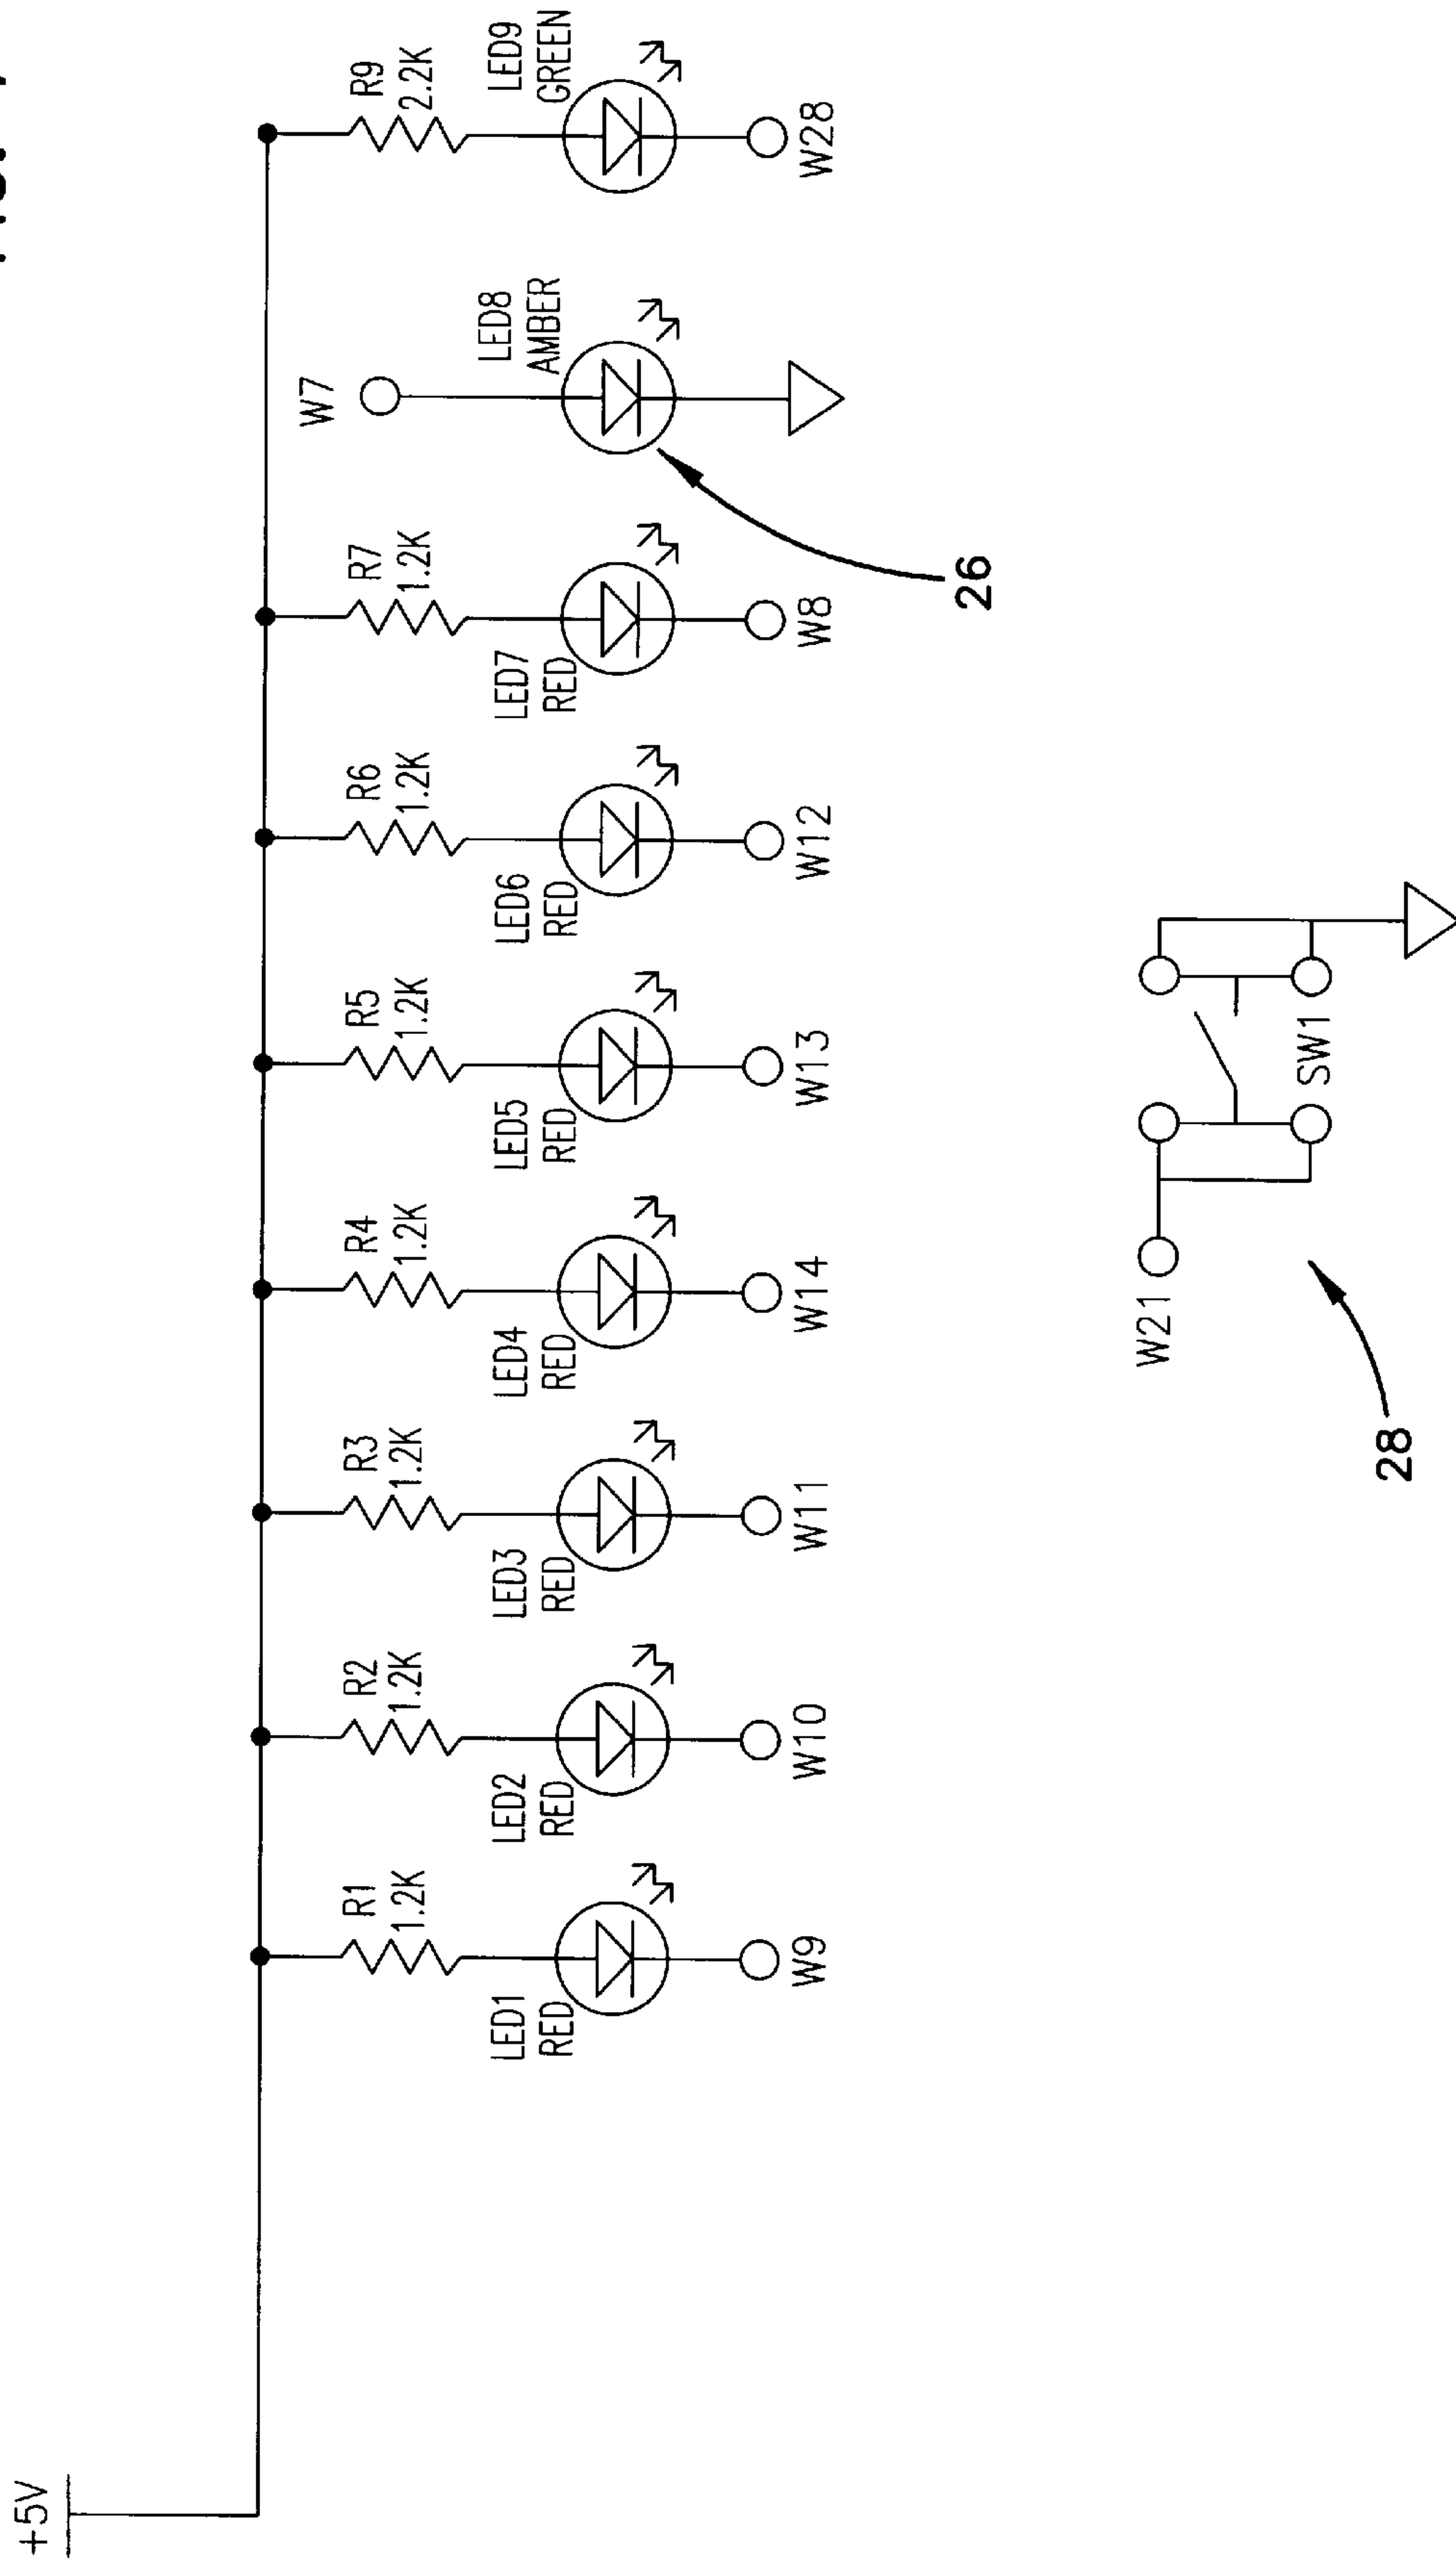 +5V
R1
1.2K
LED1
RED
W9
R2
1.2K
LED2
RED
W10
R3
1.2K
LED3
RED
W11
R4
1.2K
LED4
RED
W14
R5
1.2K
LED5
RED
W13
R6
1.2K
LED6
RED
W12
R7
1.2K
LED7
RED
W8
W7
LED8
AMBER
26
R9
2.2K
LED9
GREEN
W28
W21
SW1
28